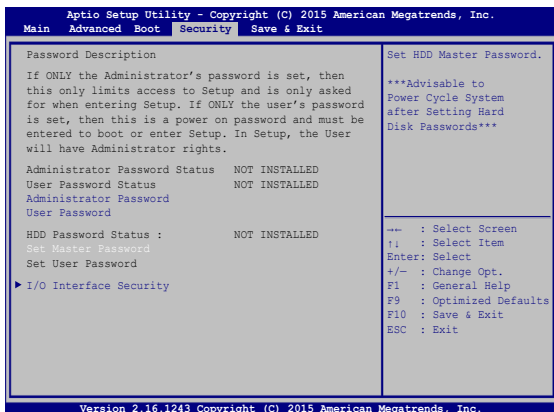 Aptio Setup Utility - Copyright (C) 2015 American Megatrends, Inc.
Main Advanced Boot Security Save & Exit
Password Description
If ONLY the Administrator's password is set, then
this only limits access to Setup and is only asked
for when entering Setup. If ONLY the user's password
is set, then this is a power on password and must be
entered to boot or enter Setup. In Setup, the User
will have Administrator rights.
Administrator Password Status NOT INSTALLED
User Password Status NOT INSTALLED
Administrator Password
User Password
HDD Password Status : NOT INSTALLED
Set Master Password
Set User Password
► I/O Interface Security
Set HDD Master Password.
***Advisable to
Power Cycle System
after Setting Hard
Disk Passwords***
→← : Select Screen
↑↓ : Select Item
Enter: Select
+/— : Change Opt.
F1 : General Help
F9 : Optimized Defaults
F10 : Save & Exit
ESC : Exit
Version 2.16.1243 Copyright (C) 2015 American Megatrends, Inc.